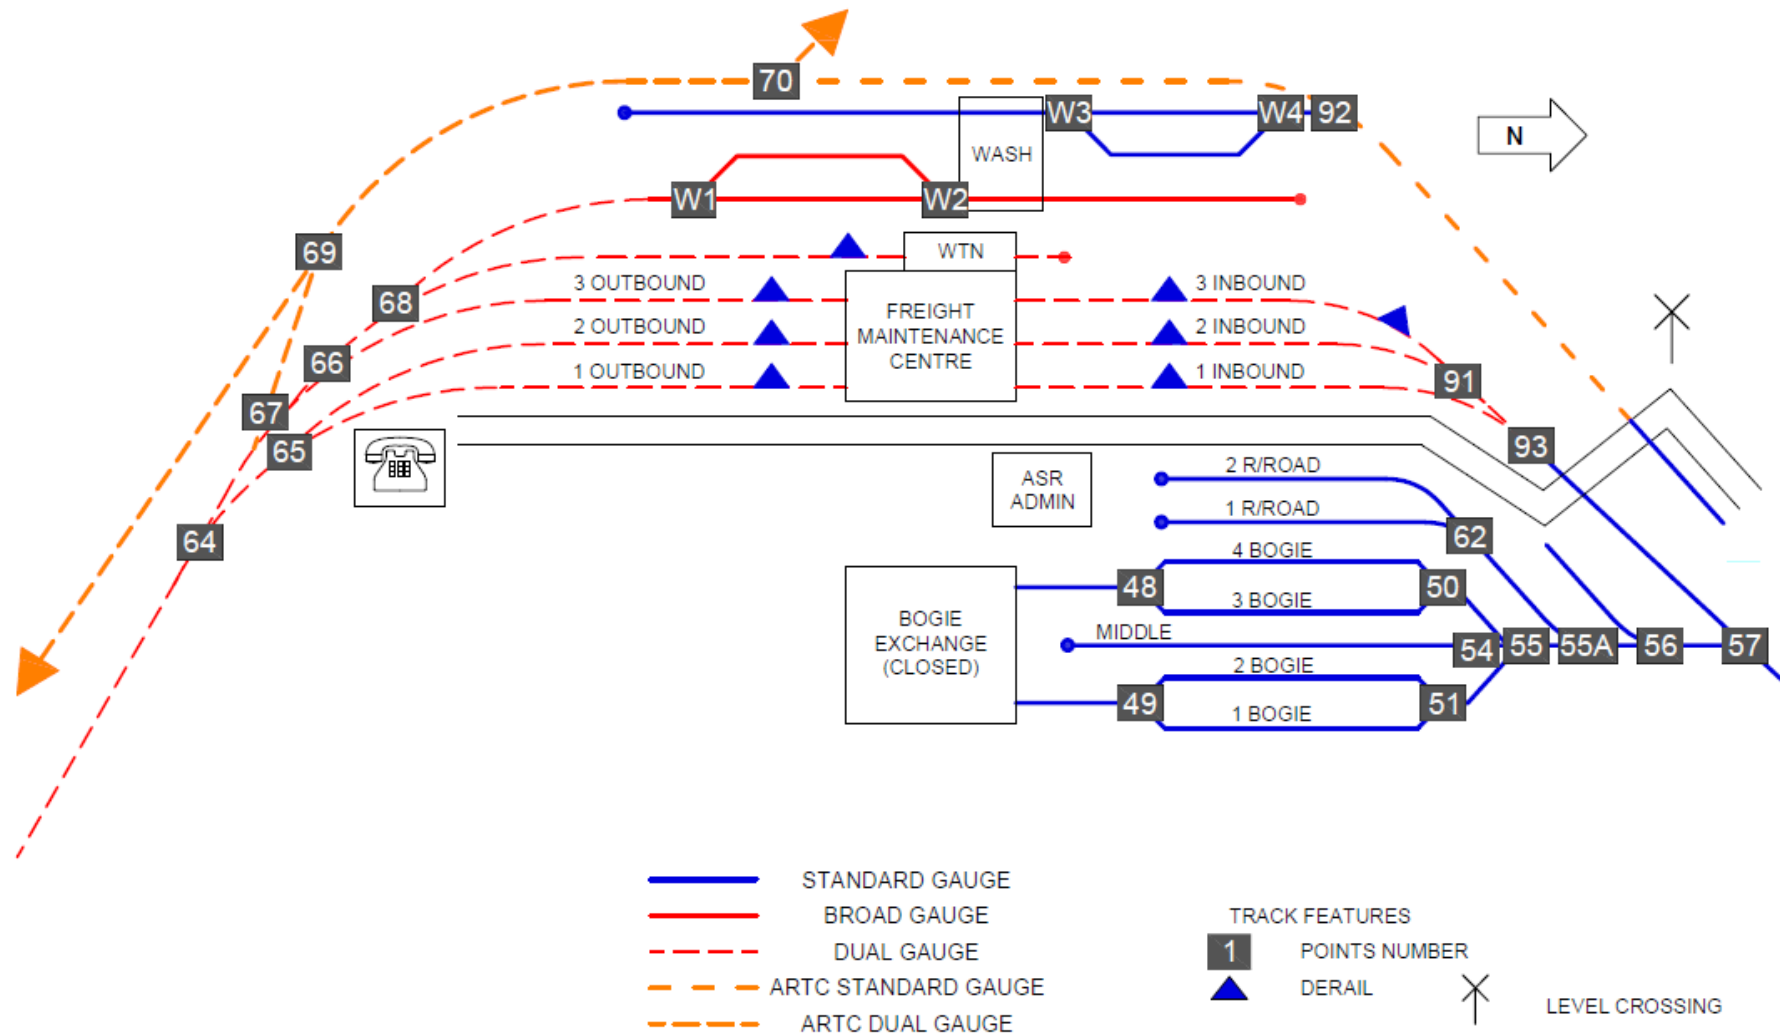 70
W3
W4
92
N
WASH
W1
W2
69
WTN
68
3 OUTBOUND
3 INBOUND
FREIGHT
MAINTENANCE
CENTRE
2 OUTBOUND
2 INBOUND
66
1 OUTBOUND
1 INBOUND
91
67
65
93
ASR
ADMIN
2 R/ROAD
1 R/ROAD
64
62
4 BOGIE
48
50
3 BOGIE
BOGIE
EXCHANGE
(CLOSED)
MIDDLE
54
55
55A
56
57
2 BOGIE
49
51
1 BOGIE
STANDARD GAUGE
BROAD GAUGE
DUAL GAUGE
ARTC STANDARD GAUGE
ARTC DUAL GAUGE
TRACK FEATURES
1
POINTS NUMBER
DERAIL
LEVEL CROSSING